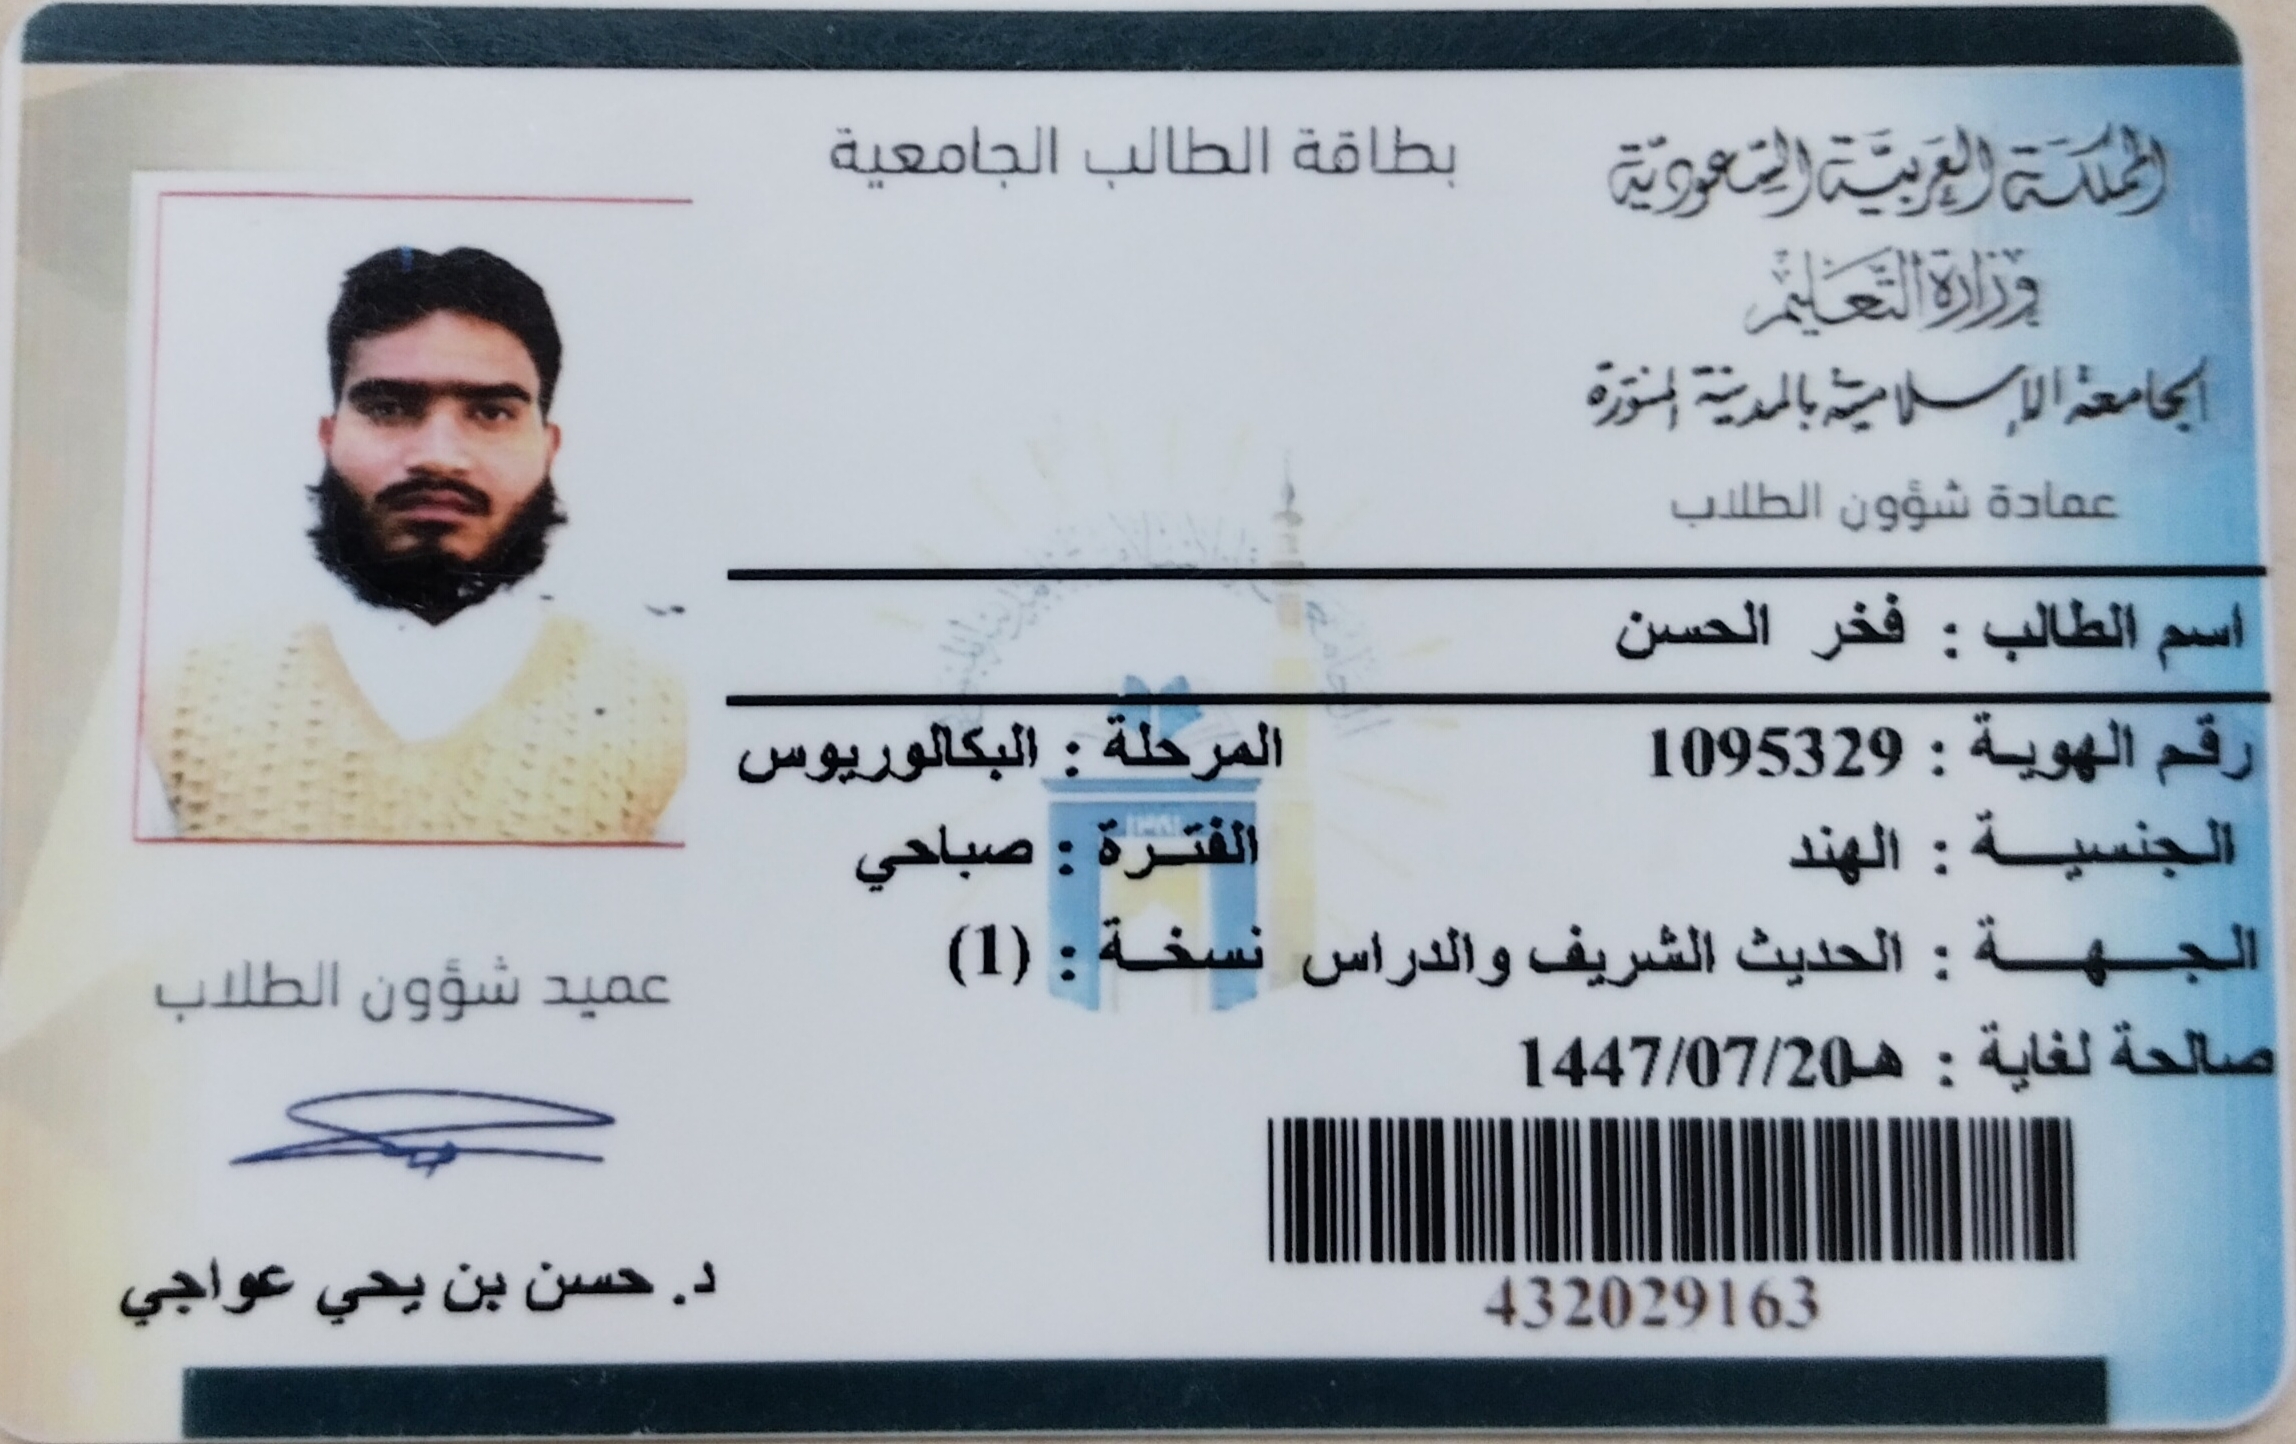 بطاقة الطالب الجامعية
المملكة العربية السعودية
وزارة التعليم
الجامعة الإسلامية بالمدينة المنورة
عمادة شؤون الطلاب
اسم الطالب : فخر الحسن
رقم الهوية : 1095329 المرحلة : البكالوريوس
الجنسية : الهند الفترة : صباحي
الجهة : الحديث الشريف والدراس نسخة : (1)
صالحة لغاية : 1447/07/20هـ
432029163
عميد شؤون الطلاب
د. حسن بن يحي عواجي